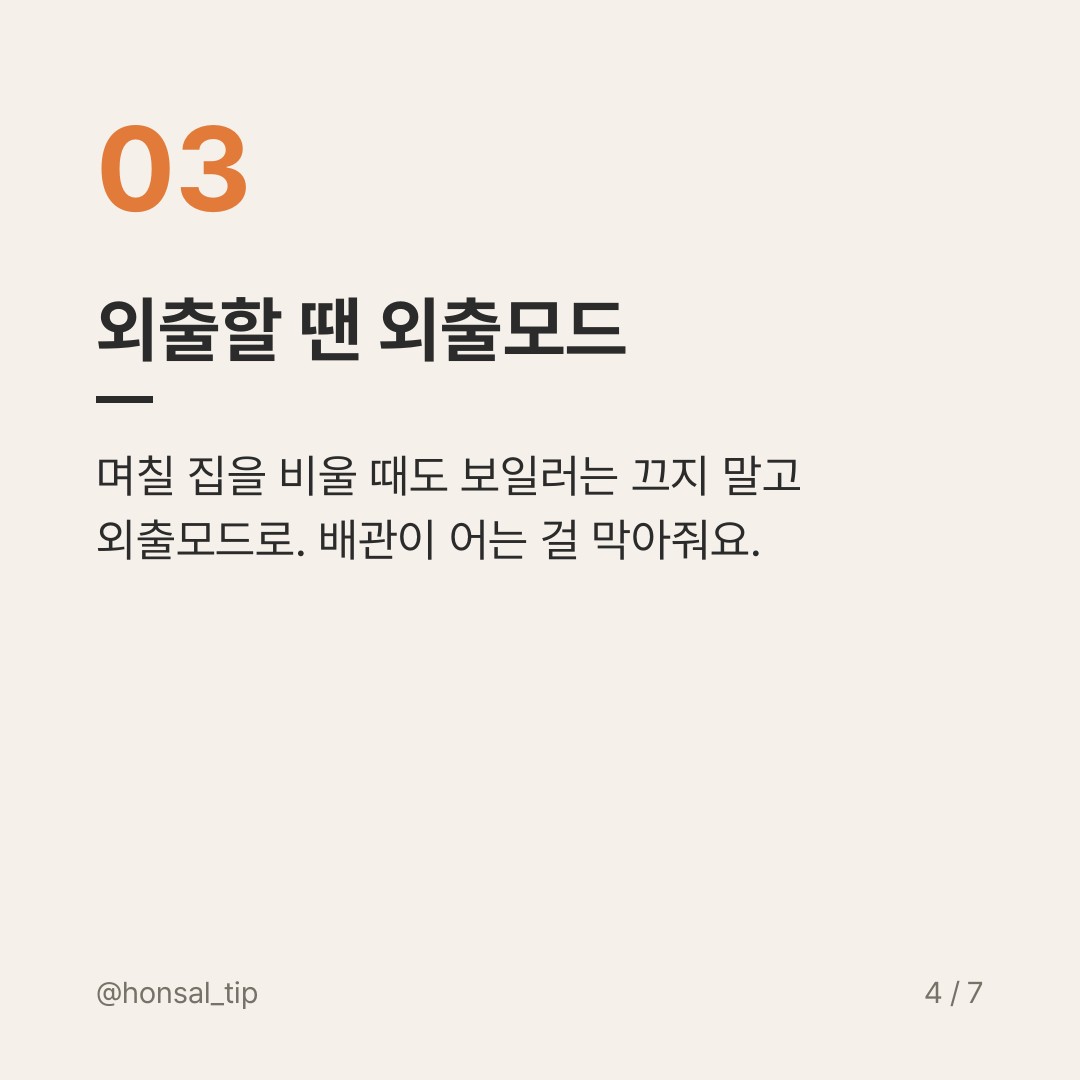 03
외출할 땐 외출모드
며칠 집을 비울 때도 보일러는 끄지 말고
외출모드로. 배관이 어는 걸 막아줘요.
@honsal_tip
4 / 7